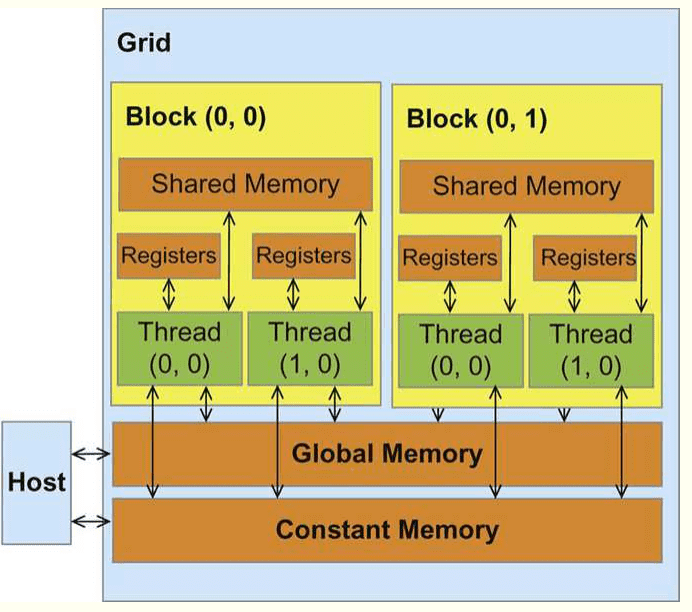 Grid
Block (0, 0)
Shared Memory
Registers
Registers
Thread
(0, 0)
Thread
(1, 0)
Block (0, 1)
Shared Memory
Registers
Registers
Thread
(0, 0)
Thread
(1, 0)
Host
Global Memory
Constant Memory